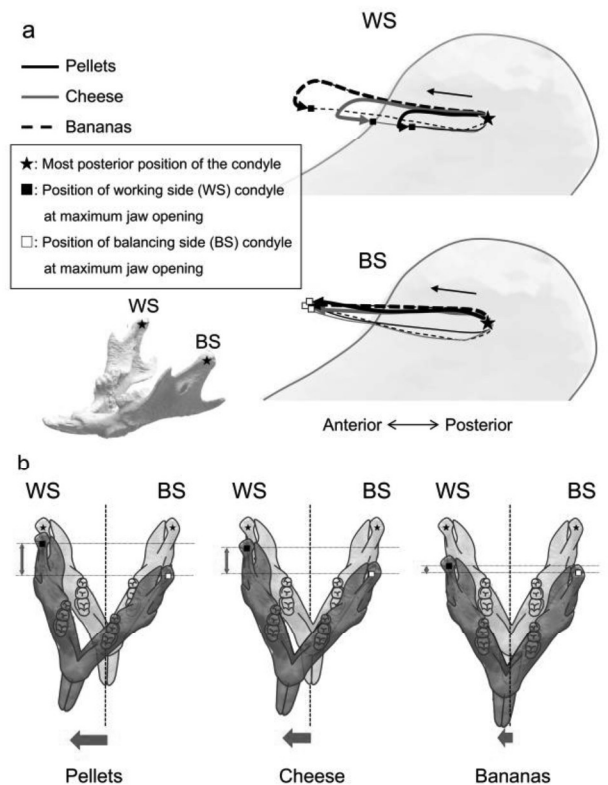 a
WS
Pellets
Cheese
Bananas
★: Most posterior position of the condyle
■: Position of working side (WS) condyle
at maximum jaw opening
□: Position of balancing side (BS) condyle
at maximum jaw opening
BS
WS
BS
Anterior ⟷ Posterior
b
WS BS WS BS WS BS
Pellets Cheese Bananas